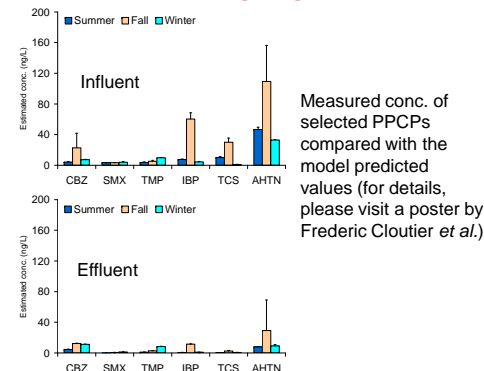 200
160
120
80
40
0
Estimated conc. (ng/L)
Summer Fall Winter
Influent
CBZ SMX TMP IBP TCS AHTN
Measured conc. of
selected PPCPs
compared with the
model predicted
values (for details,
please visit a poster by
Frederic Cloutier et al.)
200
160
120
80
40
0
Estimated conc. (ng/L)
Summer Fall Winter
Effluent
CBZ SMX TMP IBP TCS AHTN